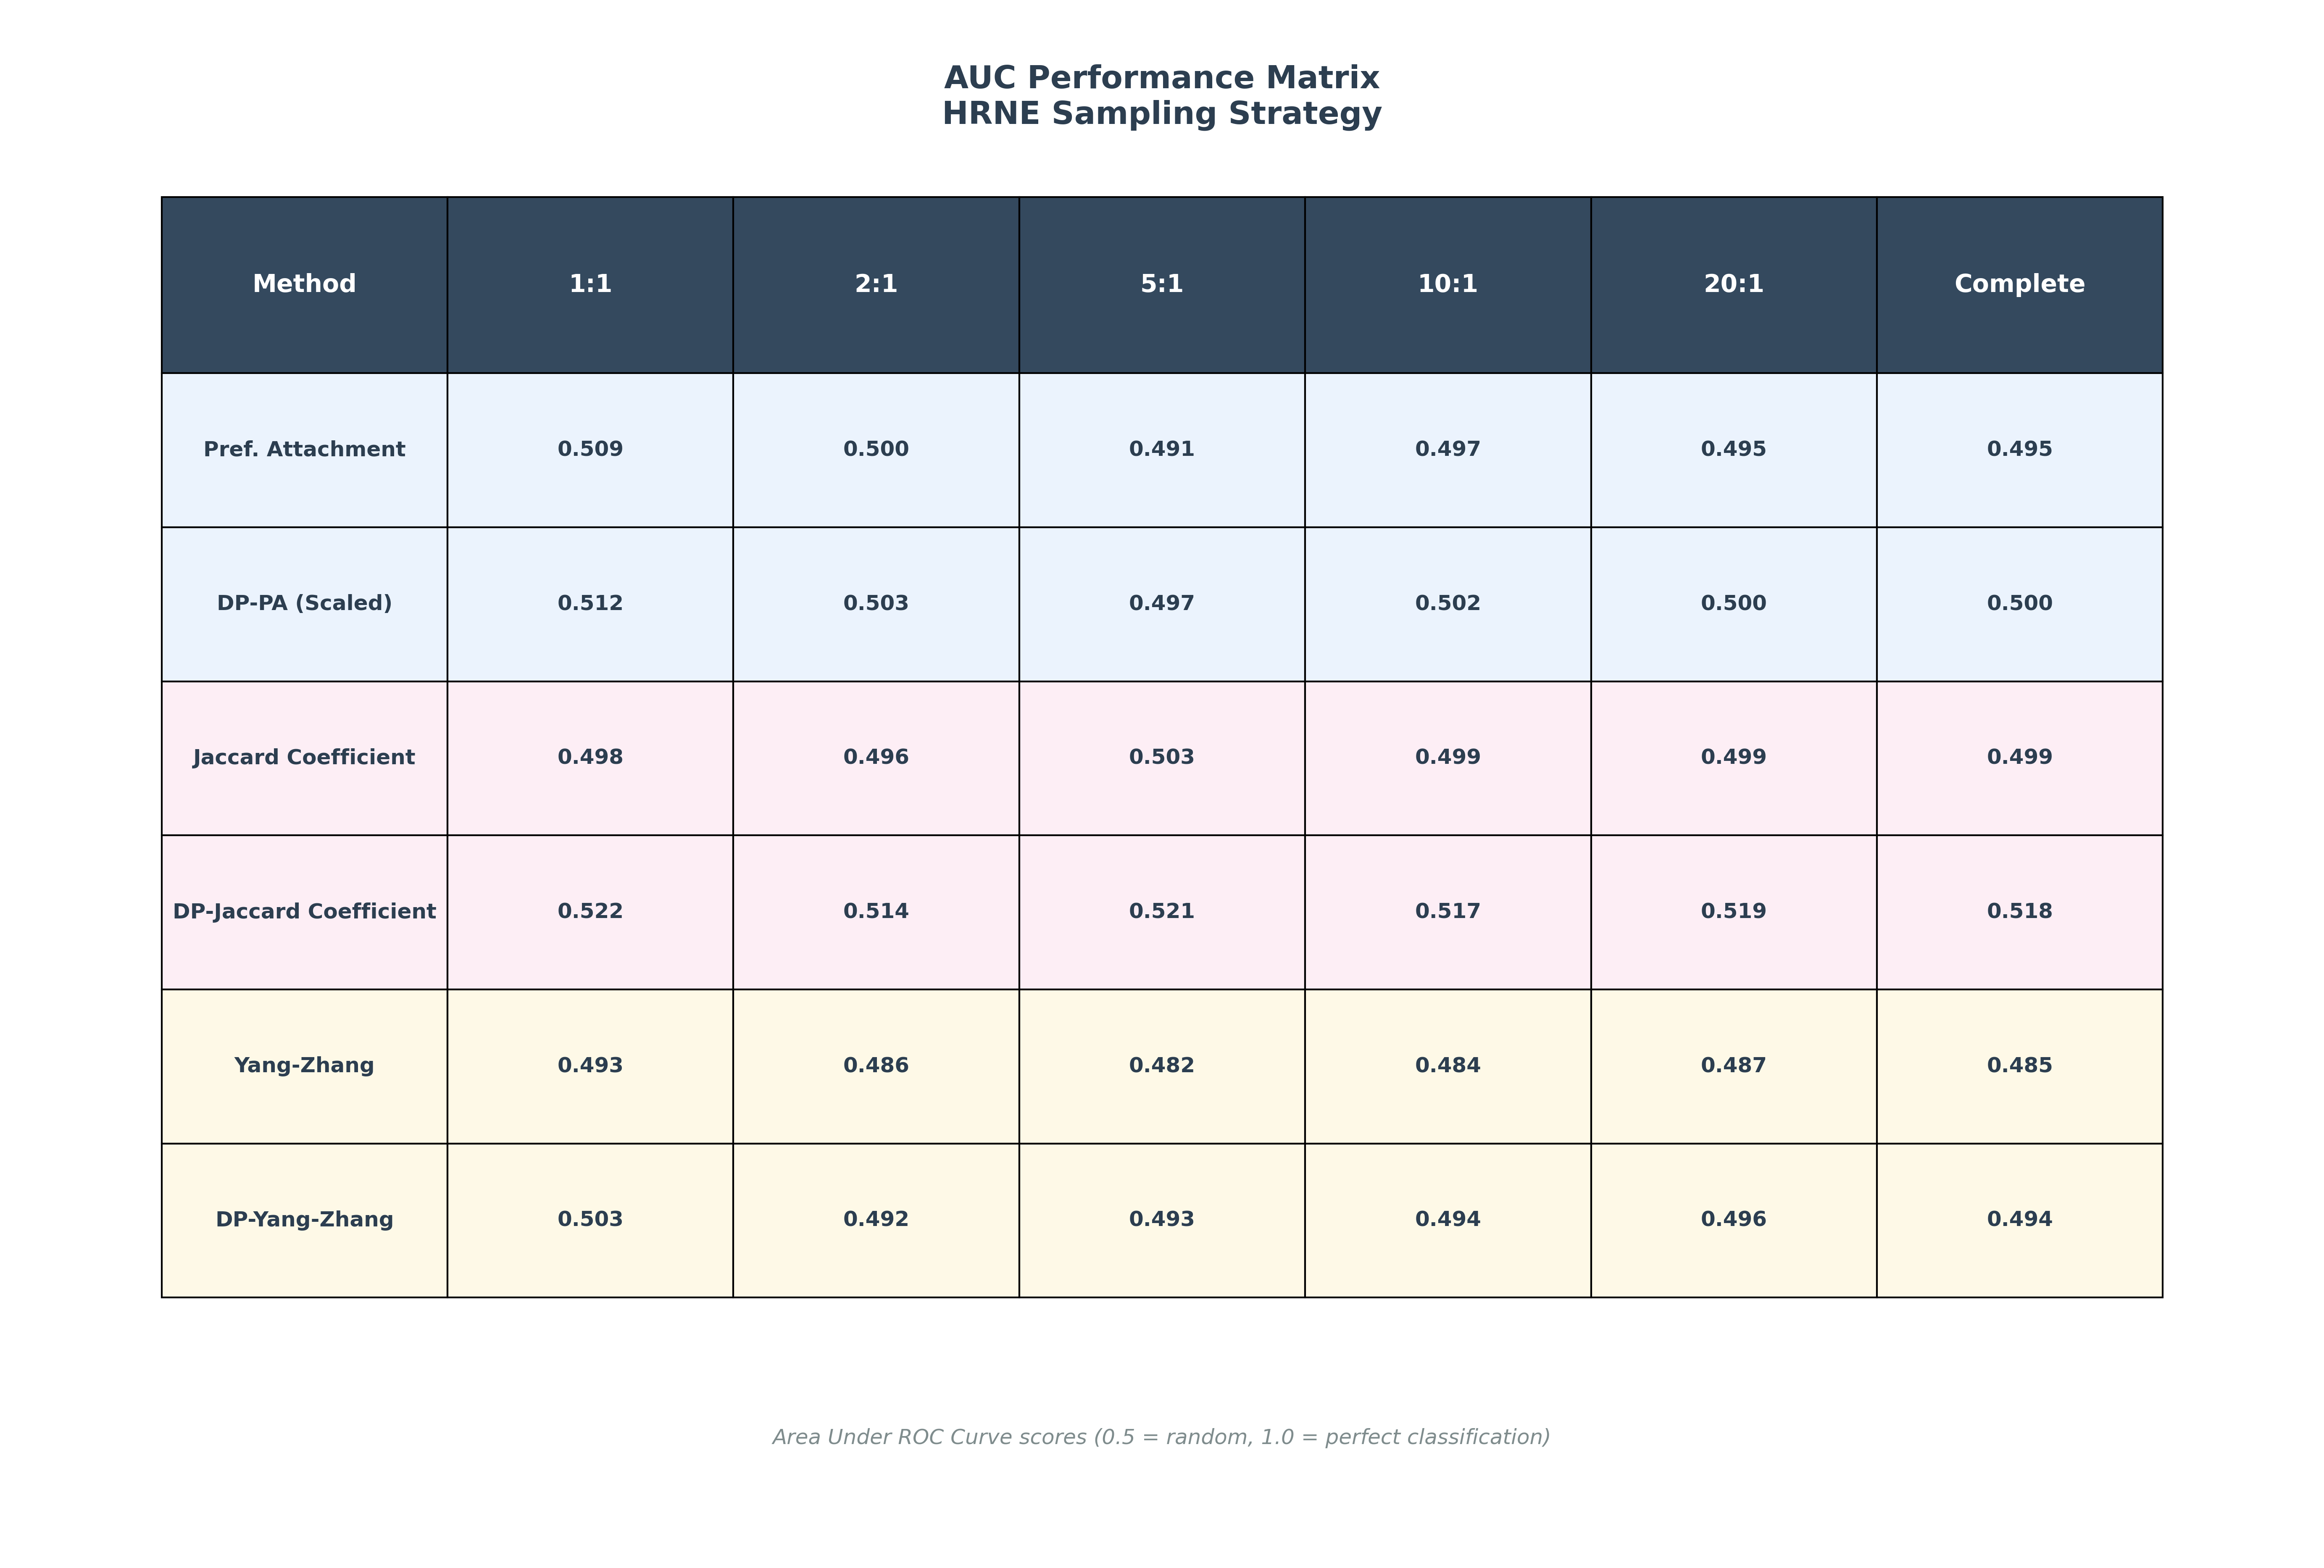 AUC Performance Matrix
HRNE Sampling Strategy
Method 1:1 2:1 5:1 10:1 20:1 Complete
Pref. Attachment 0.509 0.500 0.491 0.497 0.495 0.495
DP-PA (Scaled) 0.512 0.503 0.497 0.502 0.500 0.500
Jaccard Coefficient 0.498 0.496 0.503 0.499 0.499 0.499
DP-Jaccard Coefficient 0.522 0.514 0.521 0.517 0.519 0.518
Yang-Zhang 0.493 0.486 0.482 0.484 0.487 0.485
DP-Yang-Zhang 0.503 0.492 0.493 0.494 0.496 0.494
Area Under ROC Curve scores (0.5 = random, 1.0 = perfect classification)